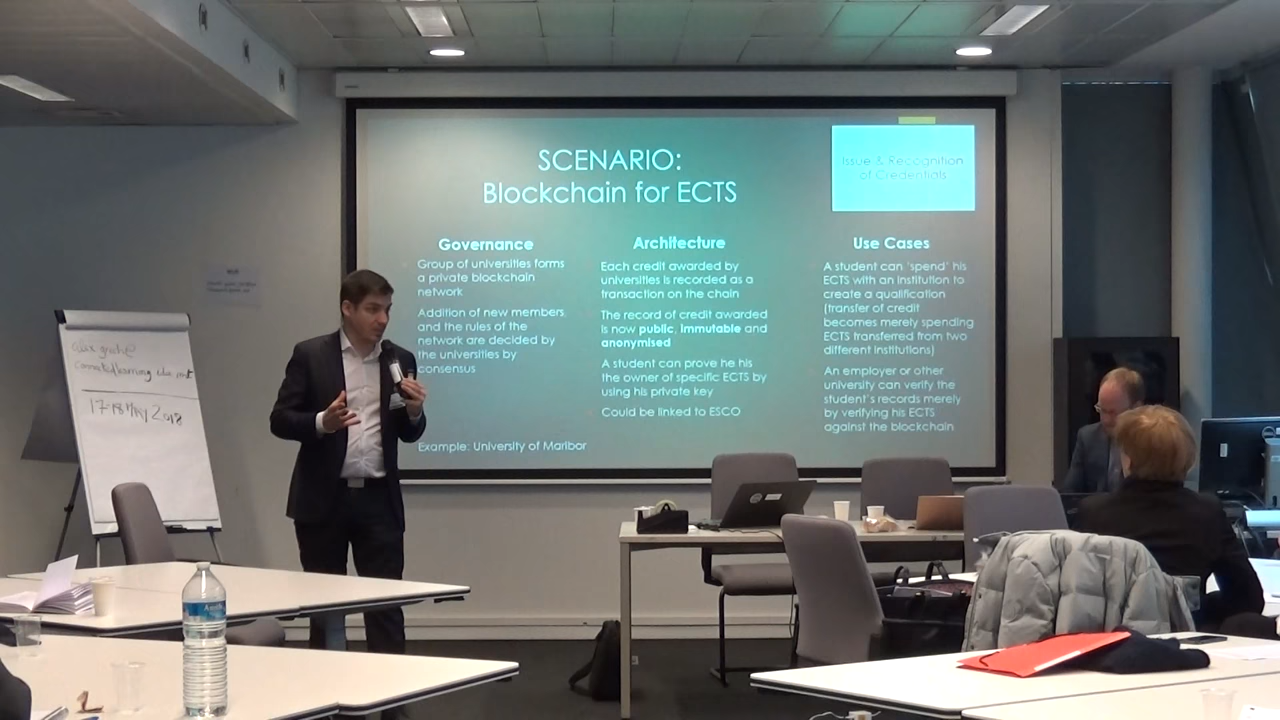 SCENARIO:
Blockchain for ECTS
Issue & Recognition
of Credentials
Governance
Group of universities forms
a private blockchain
network
Addition of new members
and the rules of the
network are decided by
the universities by
consensus
Example: University of Maribor
Architecture
Each credit awarded by
universities is recorded as a
transaction on the chain
The record of credit awarded
is now public, immutable and
anonymised
A student can prove he his
the owner of specific ECTS by
using his private key
Could be linked to ESCO
Use Cases
A student can 'spend' his
ECTS with an institution to
create a qualification
(transfer of credit
becomes merely spending
ECTS transferred from two
different institutions)
An employer or other
university can verify the
student's records merely
by verifying his ECTS
against the blockchain
17-18 May 2018